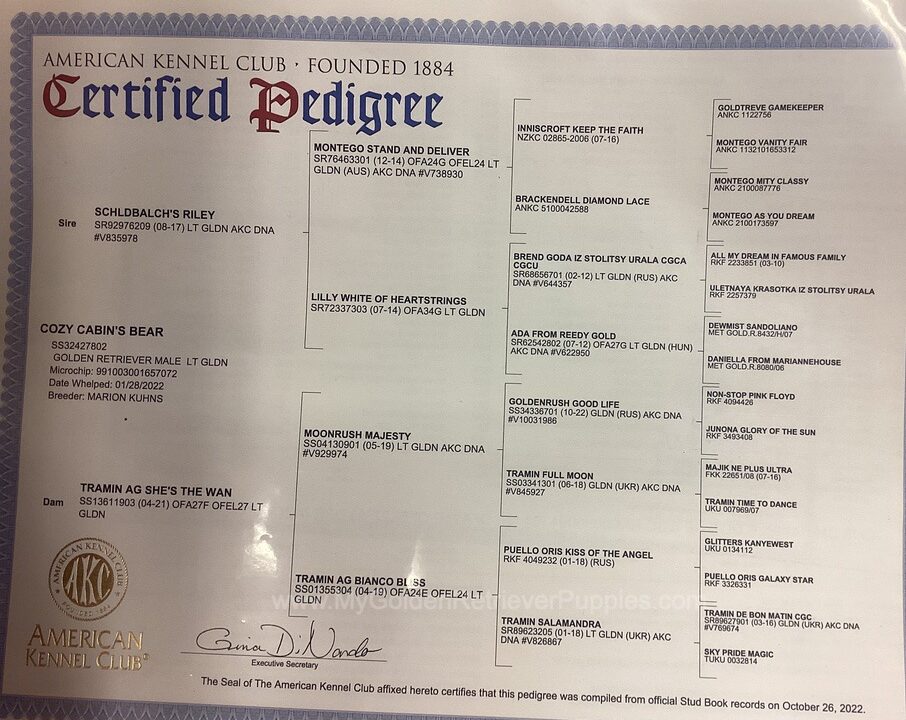 AMERICAN KENNEL CLUB · FOUNDED 1884
Certified Pedigree
Sire
SCHLDBALCH'S RILEY
SR92976209 (08-17) LT GLDN AKC DNA
#V835978
COZY CABIN'S BEAR
SS32427802
GOLDEN RETRIEVER MALE LT GLDN
Microchip: 991003001657072
Date Whelped: 01/28/2022
Breeder: MARION KUHNS
Dam
TRAMIN AG SHE'S THE WAN
SS13611903 (04-21) OFA27F OFEL27 LT
GLDN
MONTEGO STAND AND DELIVER
SR76463301 (12-14) OFA24G OFEL24 LT
GLDN (AUS) AKC DNA #V738930
LILLY WHITE OF HEARTSTRINGS
SR72337303 (07-14) OFA34G LT GLDN
MOONRUSH MAJESTY
SS04130901 (05-19) LT GLDN AKC DNA
#V929974
TRAMIN AG BIANCO BLISS
SS01355304 (04-19) OFA24E OFEL24 LT
GLDN
INNISCROFT KEEP THE FAITH
NZKC 02865-2006 (07-16)
BRACKENDELL DIAMOND LACE
ANKC 5100042588
BREND GODA IZ STOLITSY URALA CGCA
CGCU
SR68656701 (02-12) LT GLDN (RUS) AKC
DNA #V644357
ADA FROM REEDY GOLD
SR62542802 (07-12) OFA27G LT GLDN (HUN)
AKC DNA #V622950
GOLDENRUSH GOOD LIFE
SS34336701 (10-22) GLDN (RUS) AKC DNA
#V10031986
TRAMIN FULL MOON
SS03341301 (06-18) GLDN (UKR) AKC DNA
#V845927
PUELLO ORIS KISS OF THE ANGEL
RKF 4049232 (01-18) (RUS)
TRAMIN SALAMANDRA
SR89623205 (01-18) LT GLDN (UKR) AKC
DNA #V826867
GOLDTREVE GAMEKEEPER
ANKC 1122756
MONTEGO VANITY FAIR
ANKC 1132101653312
MONTEGO MITY CLASSY
ANKC 2100087776
MONTEGO AS YOU DREAM
ANKC 2100173597
ALL MY DREAM IN FAMOUS FAMILY
RKF 2233851 (03-10)
ULETNAYA KRASOTKA IZ STOLITSY URALA
RKF 2257379
DEWMIST SANDOLIANO
MET GOLD.R.8432/H/07
DANIELLA FROM MARIANNEHOUSE
MET GOLD.R.8080/06
NON-STOP PINK FLOYD
RKF 4094426
JUNONA GLORY OF THE SUN
RKF 3493408
MAJIK NE PLUS ULTRA
FKK 22651/08 (07-16)
TRAMIN TIME TO DANCE
UKU 007969/07
GLITTERS KANYEWEST
UKU 0134112
PUELLO ORIS GALAXY STAR
RKF 3326331
TRAMIN DE BON MATIN CGC
SR89627901 (03-16) GLDN (UKR) AKC DNA
#V769674
SKY PRIDE MAGIC
TUKU 0032814
www.MyGoldenRetrieverPuppies.com
AMERICAN KENNEL CLUB
AKC
FOUNDED 1884
AMERICAN
KENNEL CLUB®
Gina DiNardo
Executive Secretary
The Seal of The American Kennel Club affixed hereto certifies that this pedigree was compiled from official Stud Book records on October 26, 2022.